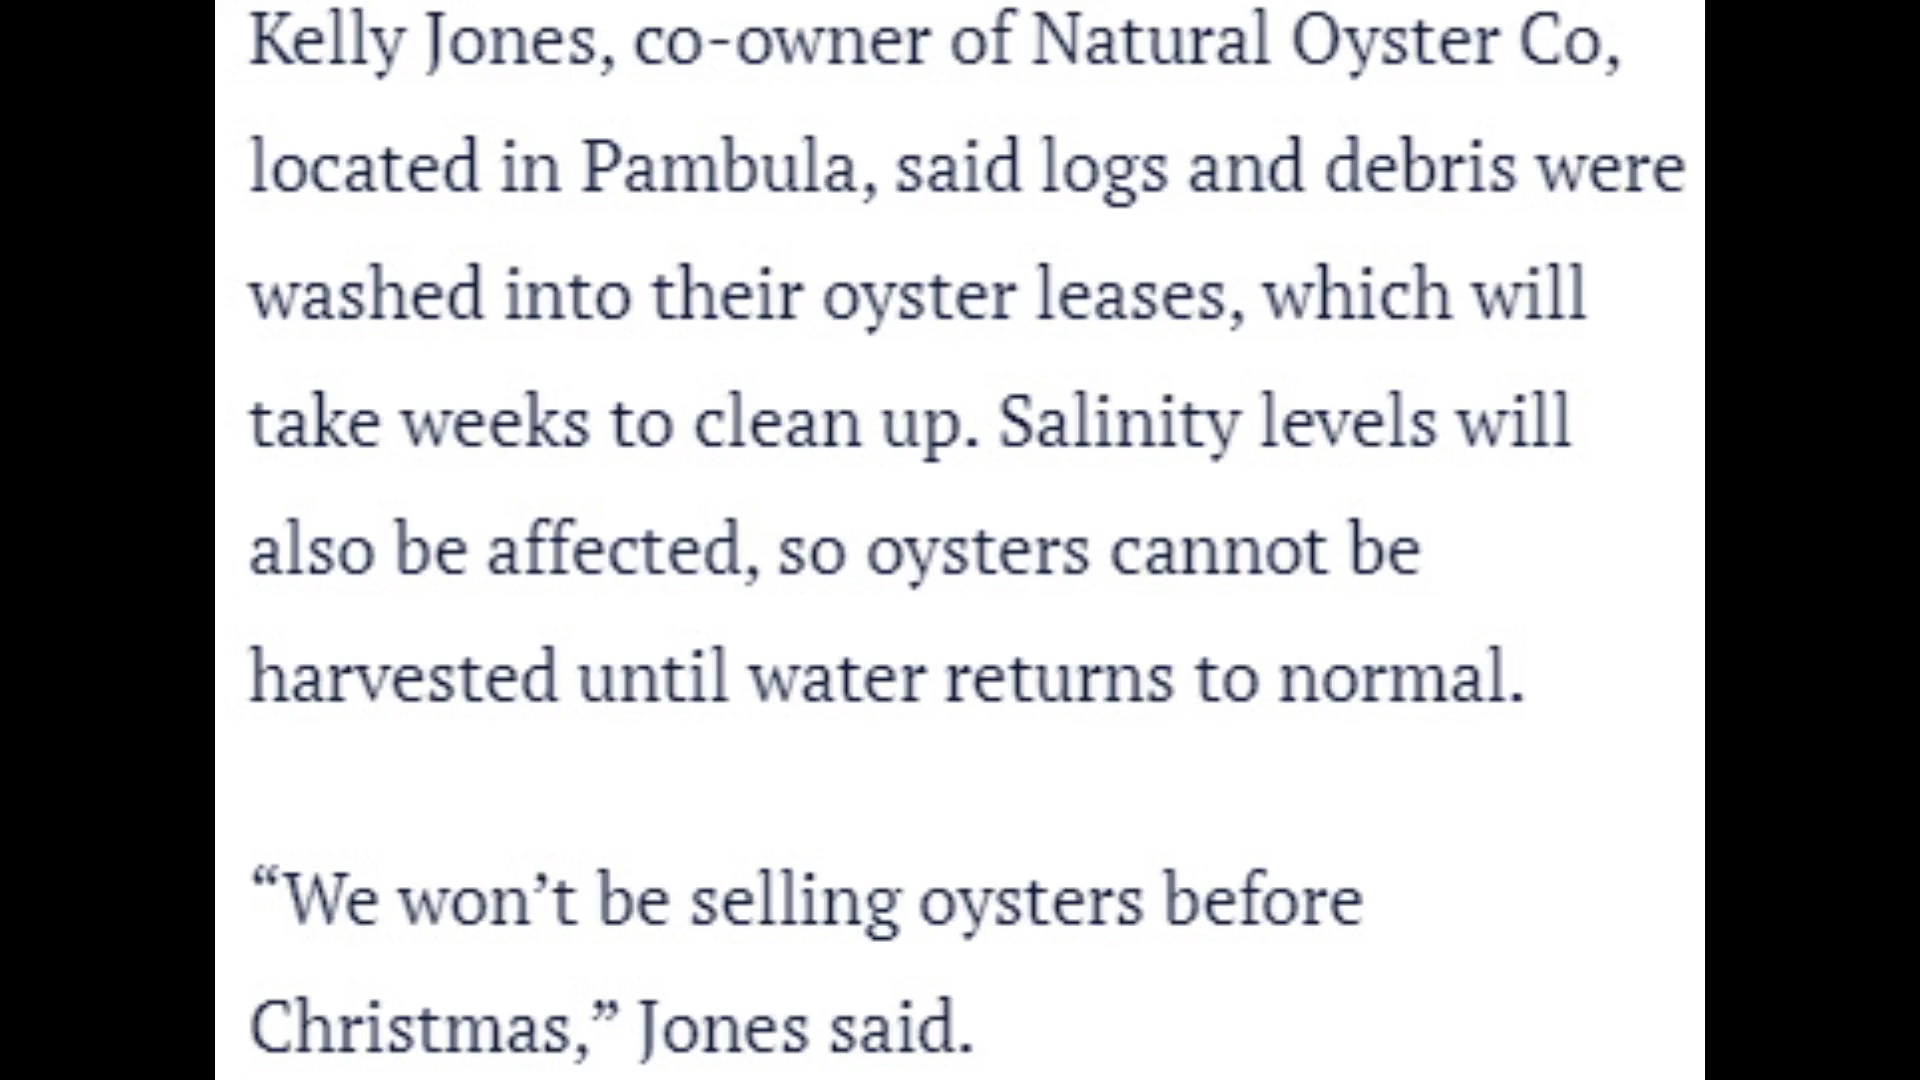 Kelly Jones, co-owner of Natural Oyster Co,
located in Pambula, said logs and debris were
washed into their oyster leases, which will
take weeks to clean up. Salinity levels will
also be affected, so oysters cannot be
harvested until water returns to normal.
“We won’t be selling oysters before
Christmas,” Jones said.